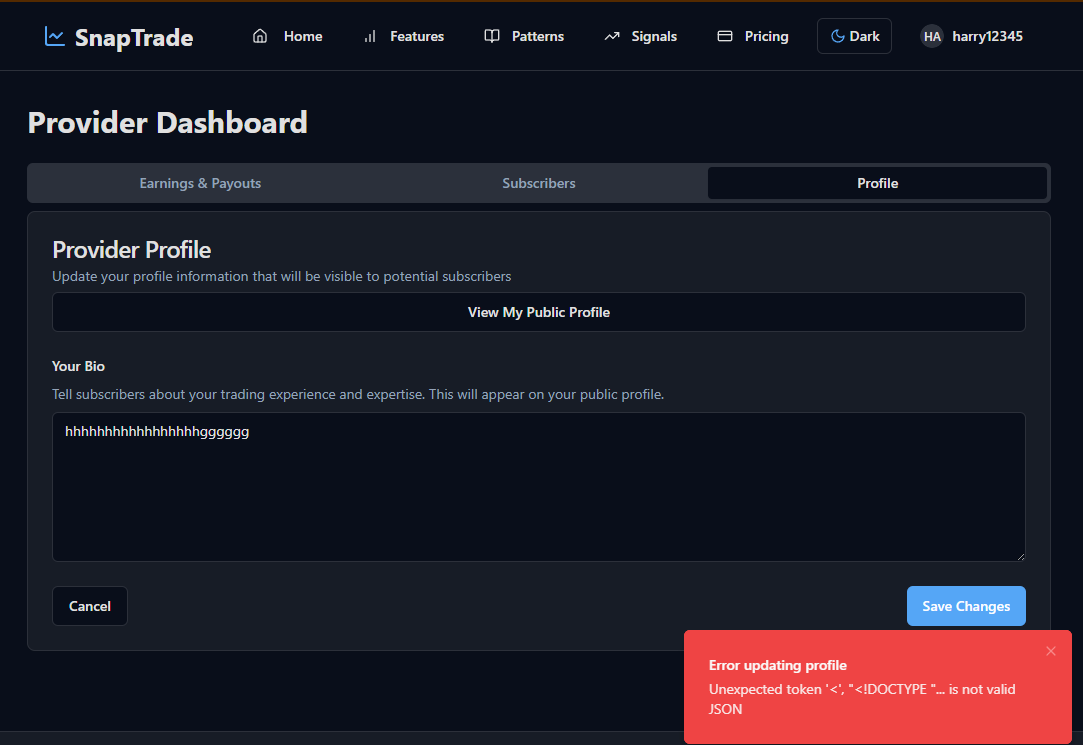 SnapTrade
Home
Features
Patterns
Signals
Pricing
Dark
HA
harry12345
Provider Dashboard
Earnings & Payouts
Subscribers
Profile
Provider Profile
Update your profile information that will be visible to potential subscribers
View My Public Profile
Your Bio
Tell subscribers about your trading experience and expertise. This will appear on your public profile.
hhhhhhhhhhhhhhhhhgggggg
Cancel
Save Changes
Error updating profile
Unexpected token '<', "<!DOCTYPE "... is not valid
JSON